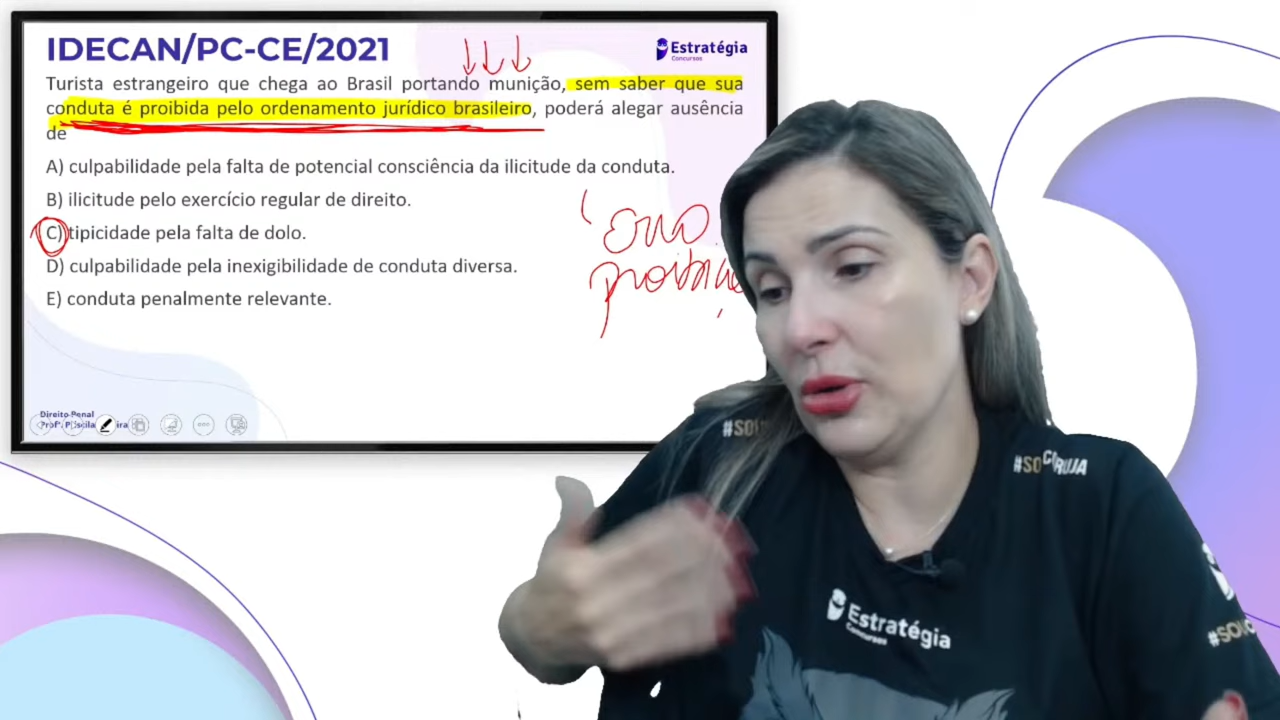 IDECAN/PC-CE/2021
Estratégia
Concursos
Turista estrangeiro que chega ao Brasil portando munição, sem saber que sua
conduta é proibida pelo ordenamento jurídico brasileiro, poderá alegar ausência
de
A) culpabilidade pela falta de potencial consciência da ilicitude da conduta.
B) ilicitude pelo exercício regular de direito.
C) tipicidade pela falta de dolo.
D) culpabilidade pela inexigibilidade de conduta diversa.
E) conduta penalmente relevante.
erro
Direito Penal
Profª. Priscila
#SOCORUJA
Estratégia
Concursos